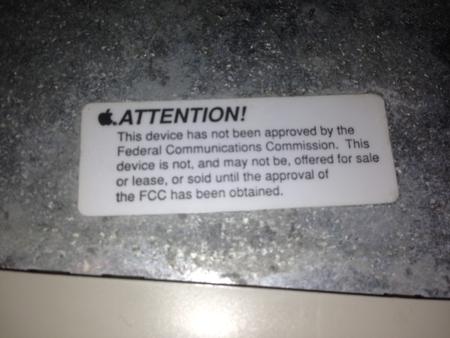 ATTENTION!
This device has not been approved by the
Federal Communications Commission. This
device is not, and may not be, offered for sale
or lease, or sold until the approval of
the FCC has been obtained.